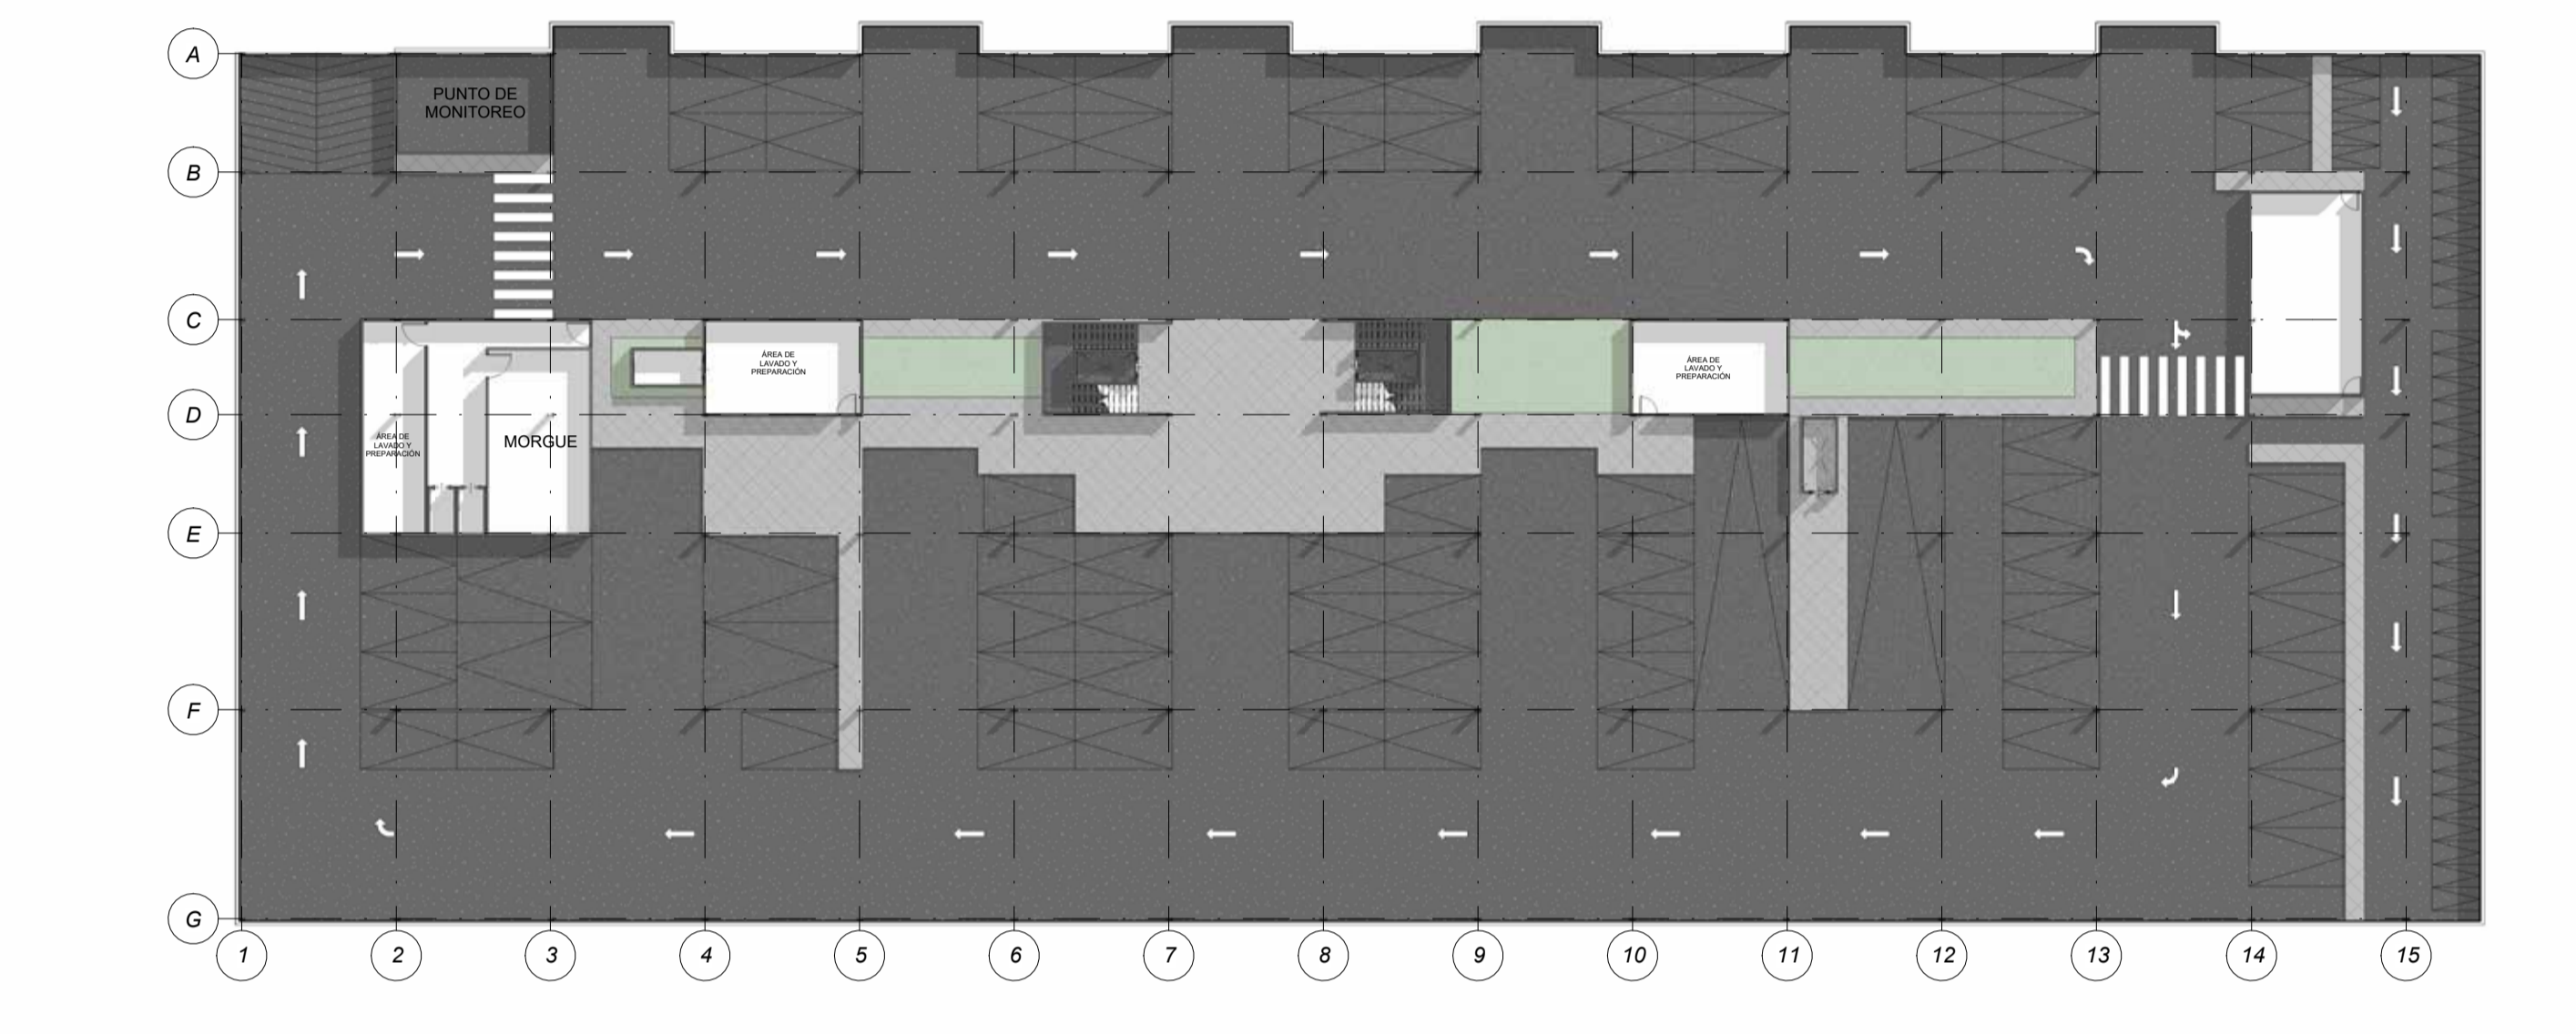 A
PUNTO DE
MONITOREO
B
C
ÁREA DE
LAVADO Y
PREPARACIÓN
ÁREA DE
LAVADO Y
PREPARACIÓN
D
ÁREA DE
LAVADO Y
PREPARACIÓN
MORGUE
E
F
G
1
2
3
4
5
6
7
8
9
10
11
12
13
14
15